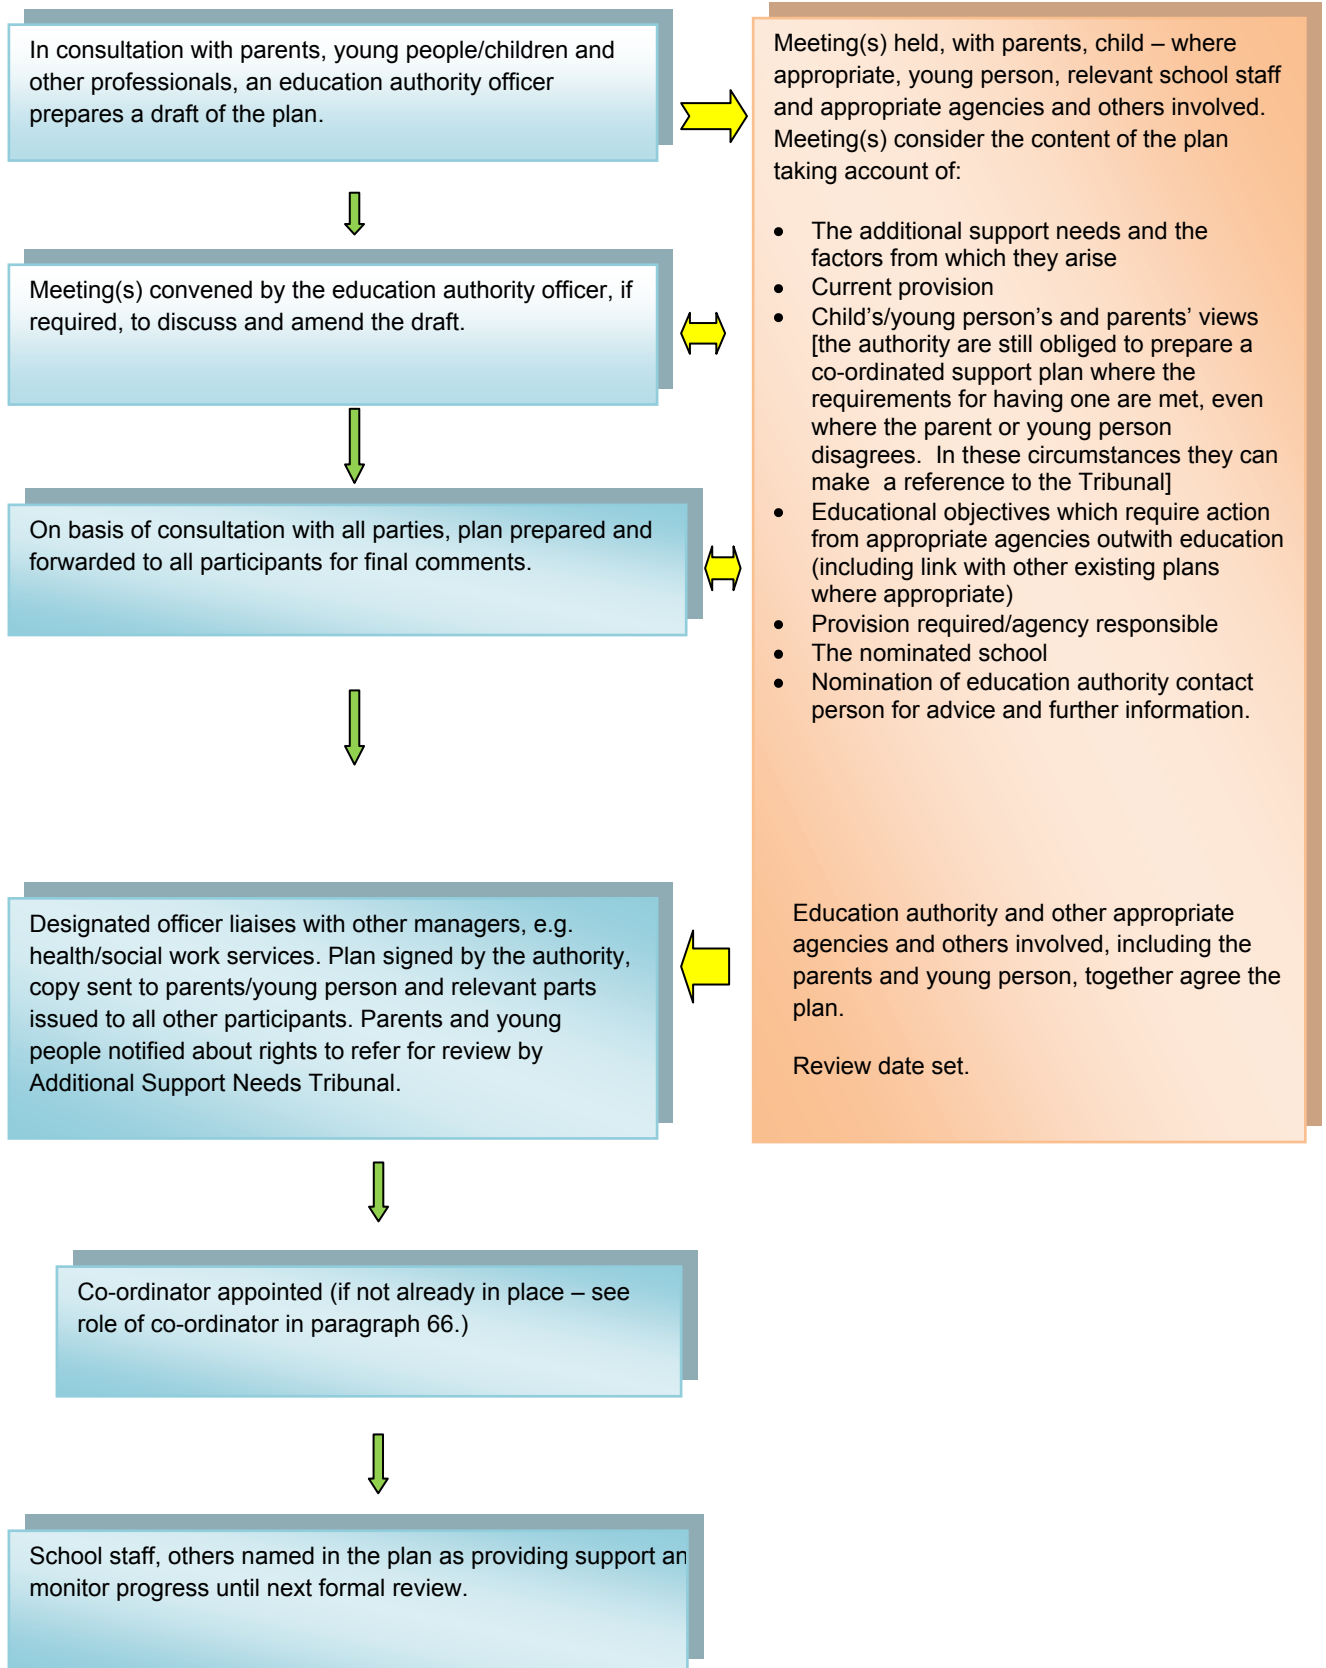 In consultation with parents, young people/children and
other professionals, an education authority officer
prepares a draft of the plan.
Meeting(s) convened by the education authority officer, if
required, to discuss and amend the draft.
On basis of consultation with all parties, plan prepared and
forwarded to all participants for final comments.
Designated officer liaises with other managers, e.g.
health/social work services. Plan signed by the authority,
copy sent to parents/young person and relevant parts
issued to all other participants. Parents and young
people notified about rights to refer for review by
Additional Support Needs Tribunal.
Co-ordinator appointed (if not already in place – see
role of co-ordinator in paragraph 66.)
School staff, others named in the plan as providing support an
monitor progress until next formal review.
Meeting(s) held, with parents, child – where
appropriate, young person, relevant school staff
and appropriate agencies and others involved.
Meeting(s) consider the content of the plan
taking account of:
• The additional support needs and the
factors from which they arise
• Current provision
• Child's/young person's and parents' views
[the authority are still obliged to prepare a
co-ordinated support plan where the
requirements for having one are met, even
where the parent or young person
disagrees. In these circumstances they can
make a reference to the Tribunal]
• Educational objectives which require action
from appropriate agencies outwith education
(including link with other existing plans
where appropriate)
• Provision required/agency responsible
• The nominated school
• Nomination of education authority contact
person for advice and further information.
Education authority and other appropriate
agencies and others involved, including the
parents and young person, together agree the
plan.
Review date set.